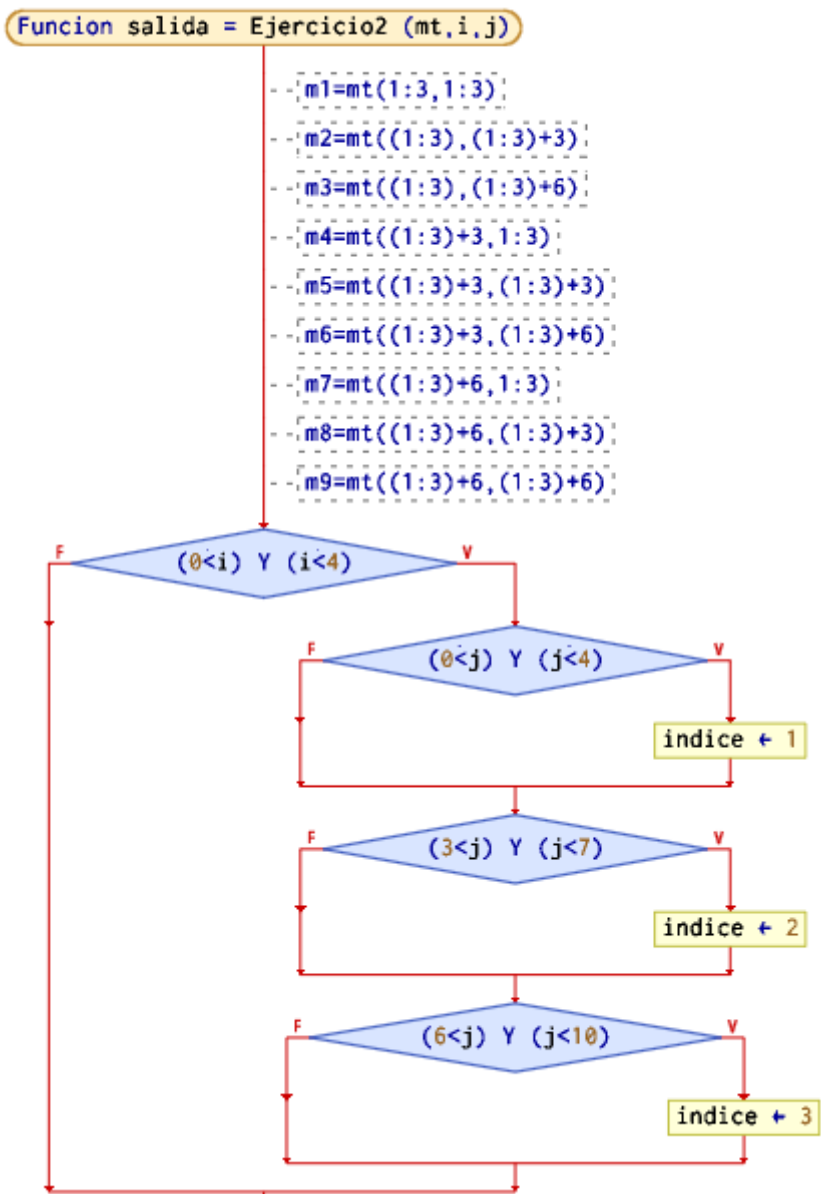 Funcion salida = Ejercicio2 (mt,i,j)
m1=mt(1:3,1:3)
m2=mt((1:3),(1:3)+3)
m3=mt((1:3),(1:3)+6)
m4=mt((1:3)+3,1:3)
m5=mt((1:3)+3,(1:3)+3)
m6=mt((1:3)+3,(1:3)+6)
m7=mt((1:3)+6,1:3)
m8=mt((1:3)+6,(1:3)+3)
m9=mt((1:3)+6,(1:3)+6)
F (0<i) Y (i<4) V
F (0<j) Y (j<4) V
indice ← 1
F (3<j) Y (j<7) V
indice ← 2
F (6<j) Y (j<10) V
indice ← 3